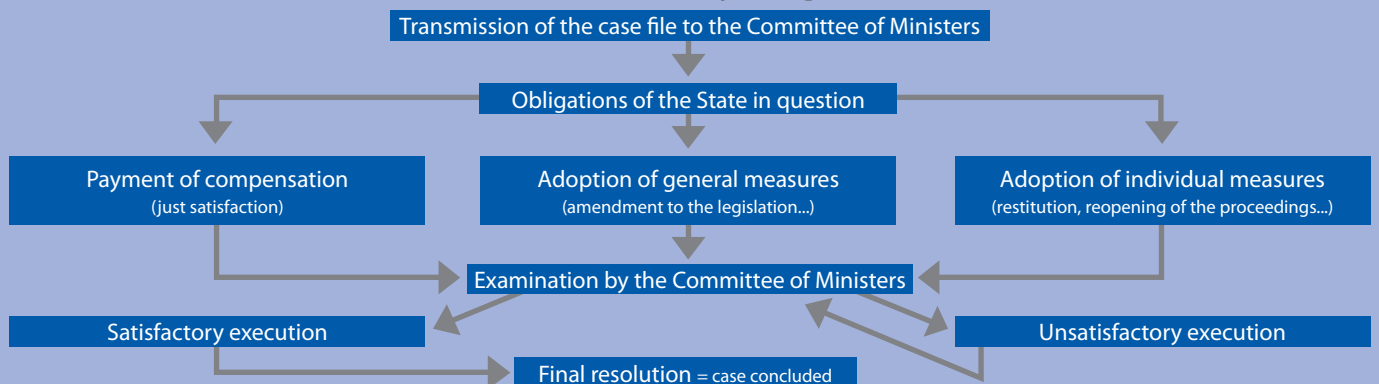 Transmission of the case file to the Committee of Ministers
Obligations of the State in question
Payment of compensation
(just satisfaction)
Adoption of general measures
(amendment to the legislation...)
Adoption of individual measures
(restitution, reopening of the proceedings...)
Examination by the Committee of Ministers
Satisfactory execution
Unsatisfactory execution
Final resolution = case concluded